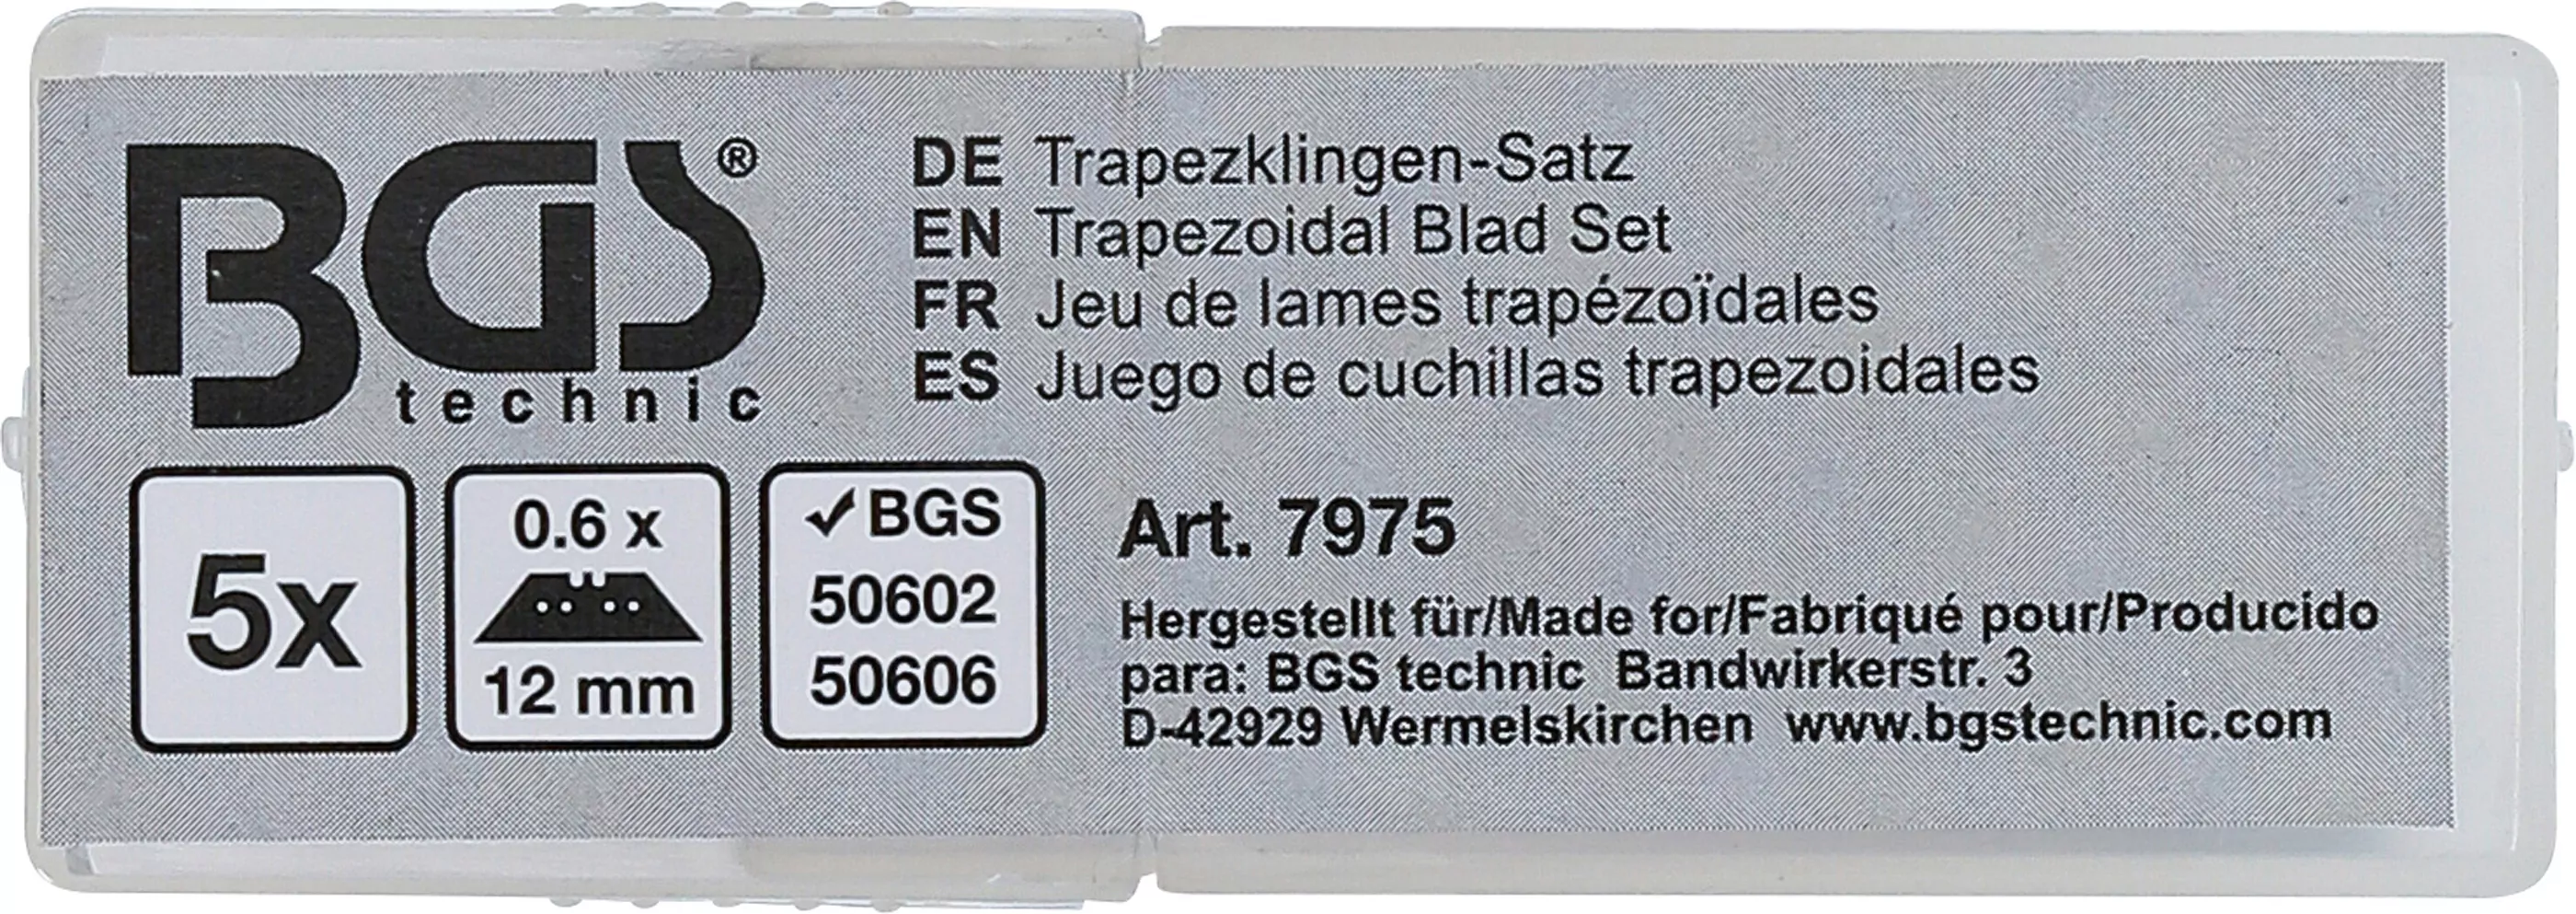 BGS®
technic
DE Trapezklingen-Satz
EN Trapezoidal Blad Set
FR Jeu de lames trapézoïdales
ES Juego de cuchillas trapezoidales
5x
0.6 x
12 mm
✓BGS
50602
50606
Art. 7975
Hergestellt für/Made for/Fabriqué pour/Producido
para: BGS technic Bandwirkerstr. 3
D-42929 Wermelskirchen www.bgstechnic.com